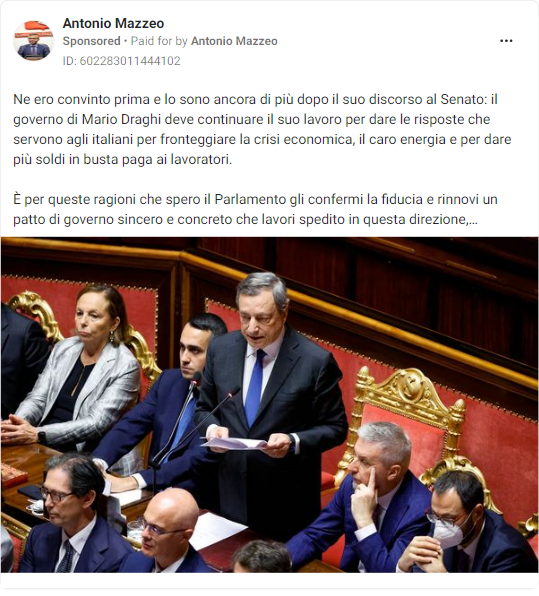 Antonio Mazzeo
Sponsored • Paid for by Antonio Mazzeo
ID: 602283011444102
Ne ero convinto prima e lo sono ancora di più dopo il suo discorso al Senato: il
governo di Mario Draghi deve continuare il suo lavoro per dare le risposte che
servono agli italiani per fronteggiare la crisi economica, il caro energia e per dare
più soldi in busta paga ai lavoratori.
È per queste ragioni che spero il Parlamento gli confermi la fiducia e rinnovi un
patto di governo sincero e concreto che lavori spedito in questa direzione,...